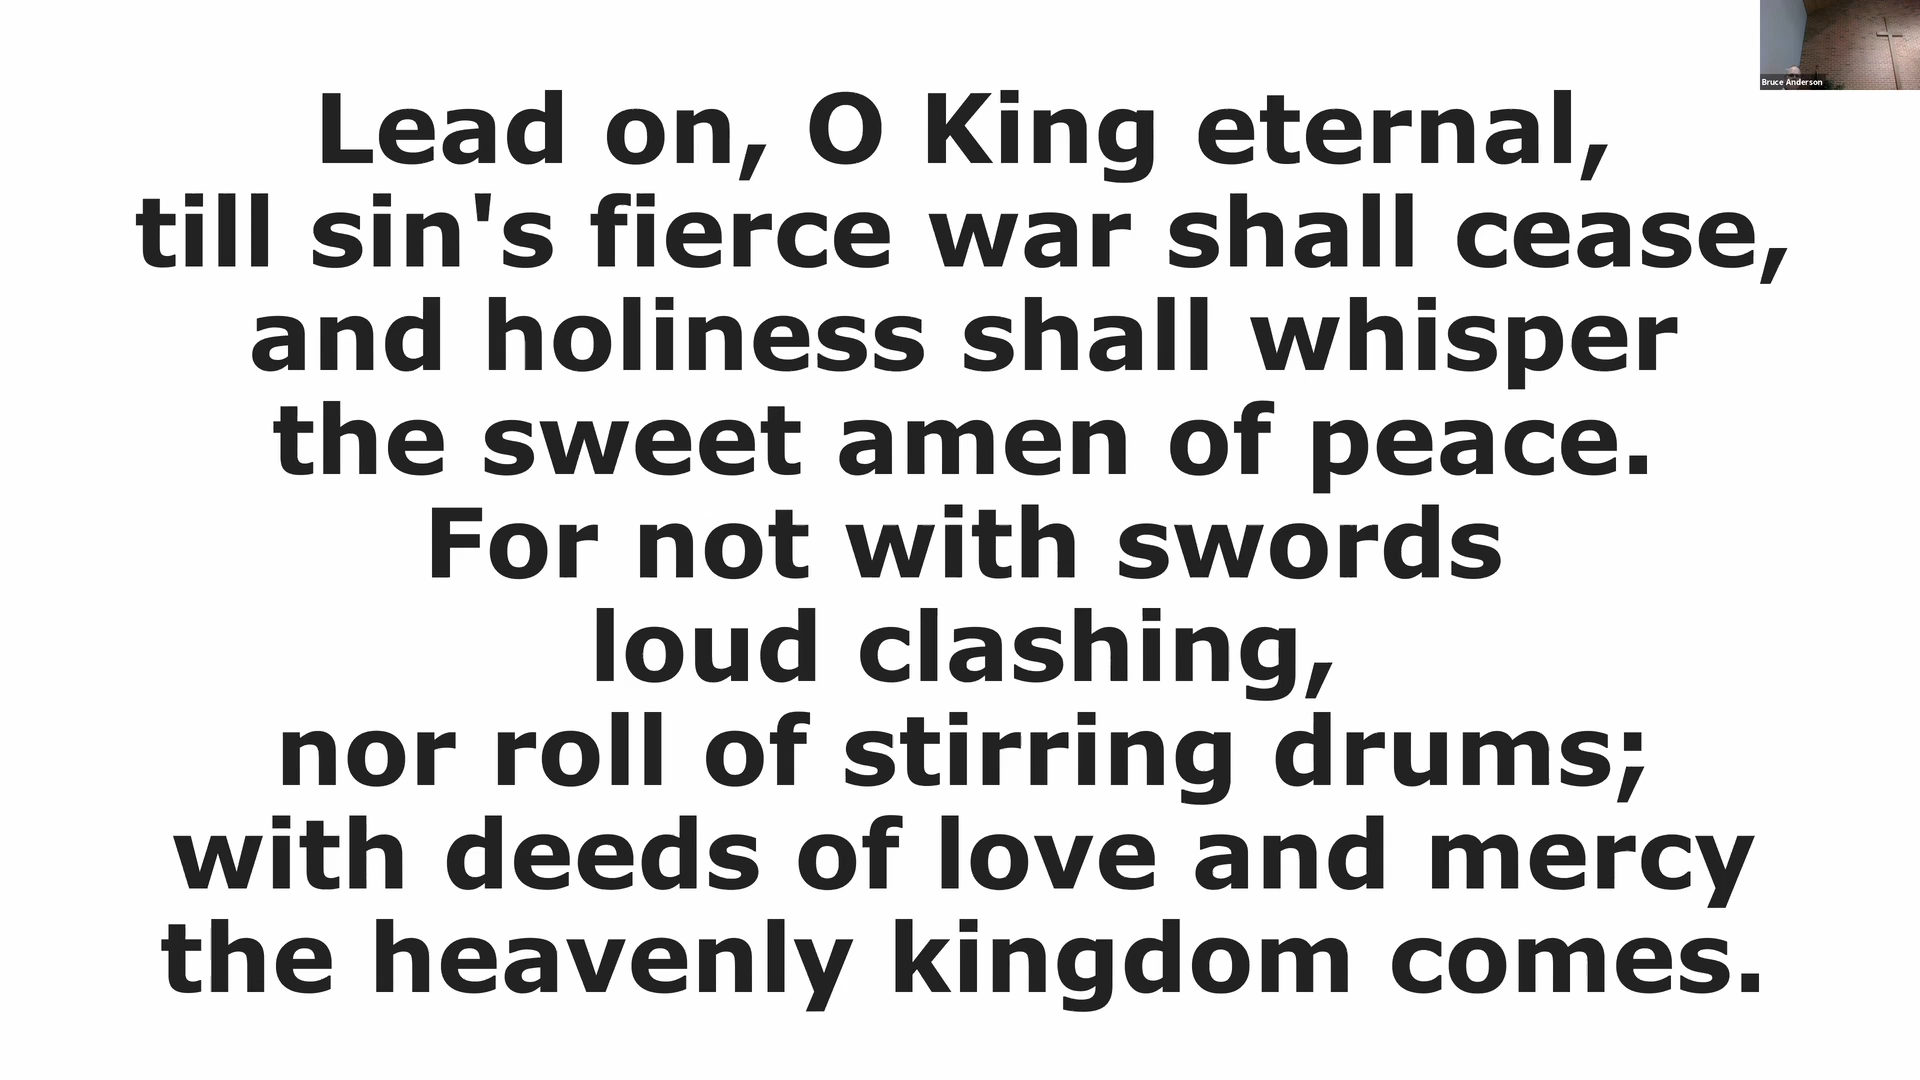 Bruce Anderson
Lead on, O King eternal,
till sin's fierce war shall cease,
and holiness shall whisper
the sweet amen of peace.
For not with swords
loud clashing,
nor roll of stirring drums;
with deeds of love and mercy
the heavenly kingdom comes.